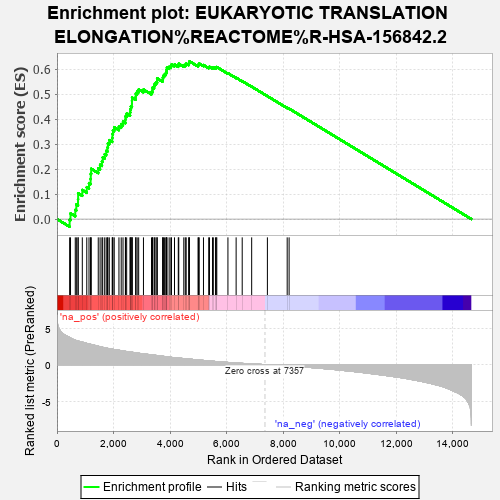 Enrichment plot: EUKARYOTIC TRANSLATION
ELONGATION%REACTOME%R-HSA-156842.2
Enrichment score (ES)
0.6
0.5
0.4
0.3
0.2
0.1
0.0
Ranked list metric (PreRanked)
'na_pos' (positively correlated)
5
0
-5
Zero cross at 7357
'na_neg' (negatively correlated)
0
2,000
4,000
6,000
8,000
10,000
12,000
14,000
Rank in Ordered Dataset
Enrichment profile
Hits
Ranking metric scores